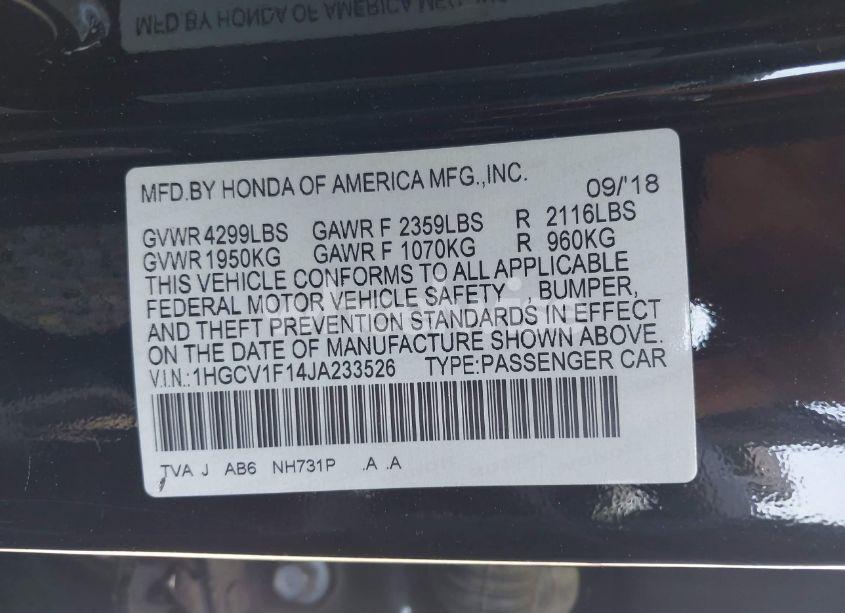 MFD.BY HONDA OF AMERICA MFG.,INC. 09/'18
GVWR 4299LBS GAWR F 2359LBS R 2116LBS
GVWR 1950KG GAWR F 1070KG R 960KG
THIS VEHICLE CONFORMS TO ALL APPLICABLE
FEDERAL MOTOR VEHICLE SAFETY , BUMPER,
AND THEFT PREVENTION STANDARDS IN EFFECT
ON THE DATE OF MANUFACTURE SHOWN ABOVE.
V.I.N.:1HGCV1F14JA233526 TYPE:PASSENGER CAR
TVA J AB6 NH731P .A .A